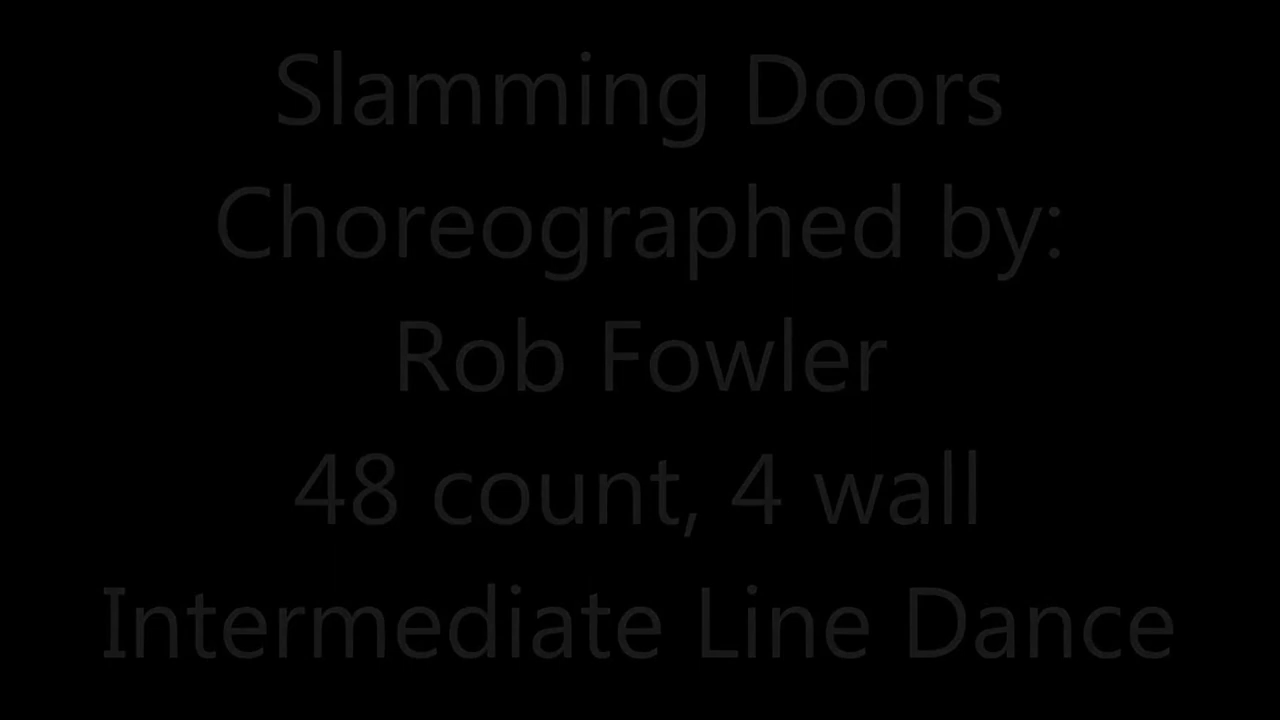 Slamming Doors
Choreographed by:
Rob Fowler
48 count, 4 wall
Intermediate Line Dance